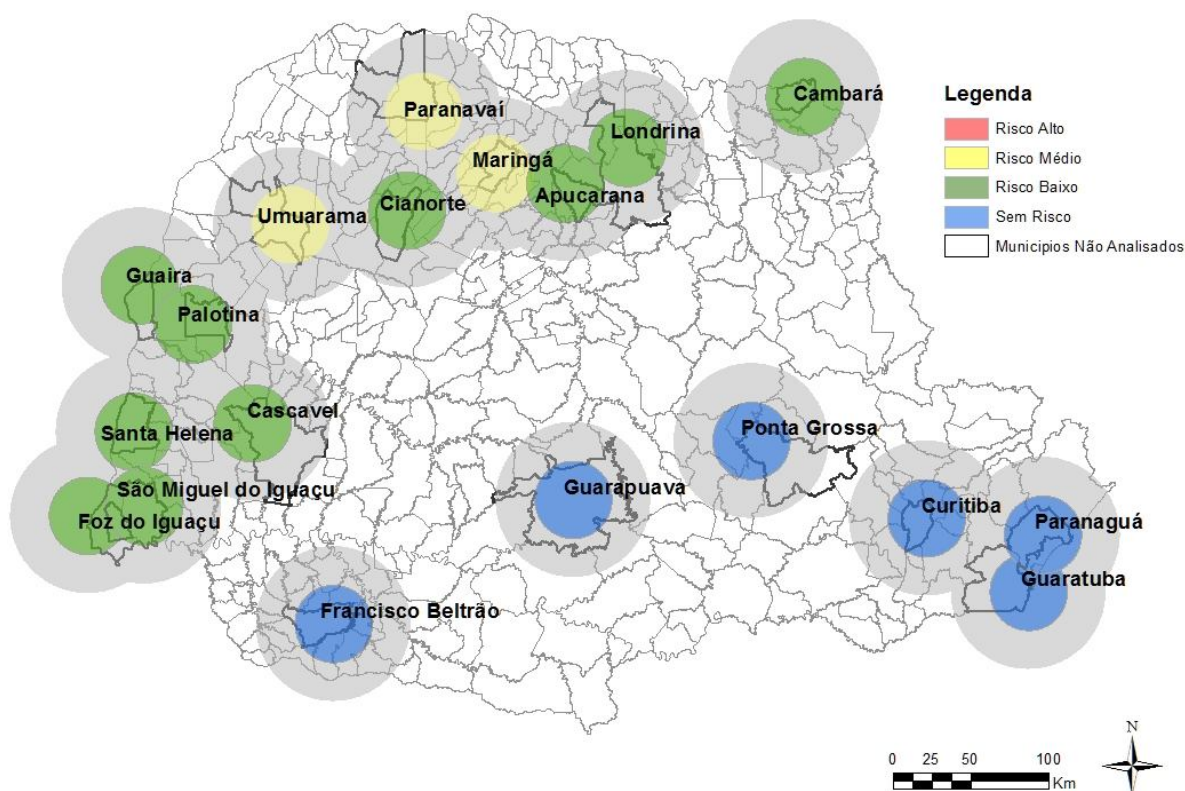 Paranavaí
Cambará
Londrina
Maringá
Apucarana
Cianorte
Umuarama
Guaira
Palotina
Cascavel
Santa Helena
São Miguel do Iguaçu
Foz do Iguaçu
Ponta Grossa
Guarapuava
Curitiba
Paranaguá
Guaratuba
Francisco Beltrão
Legenda
Risco Alto
Risco Médio
Risco Baixo
Sem Risco
Municipios Não Analisados
0 25 50 100
Km
N